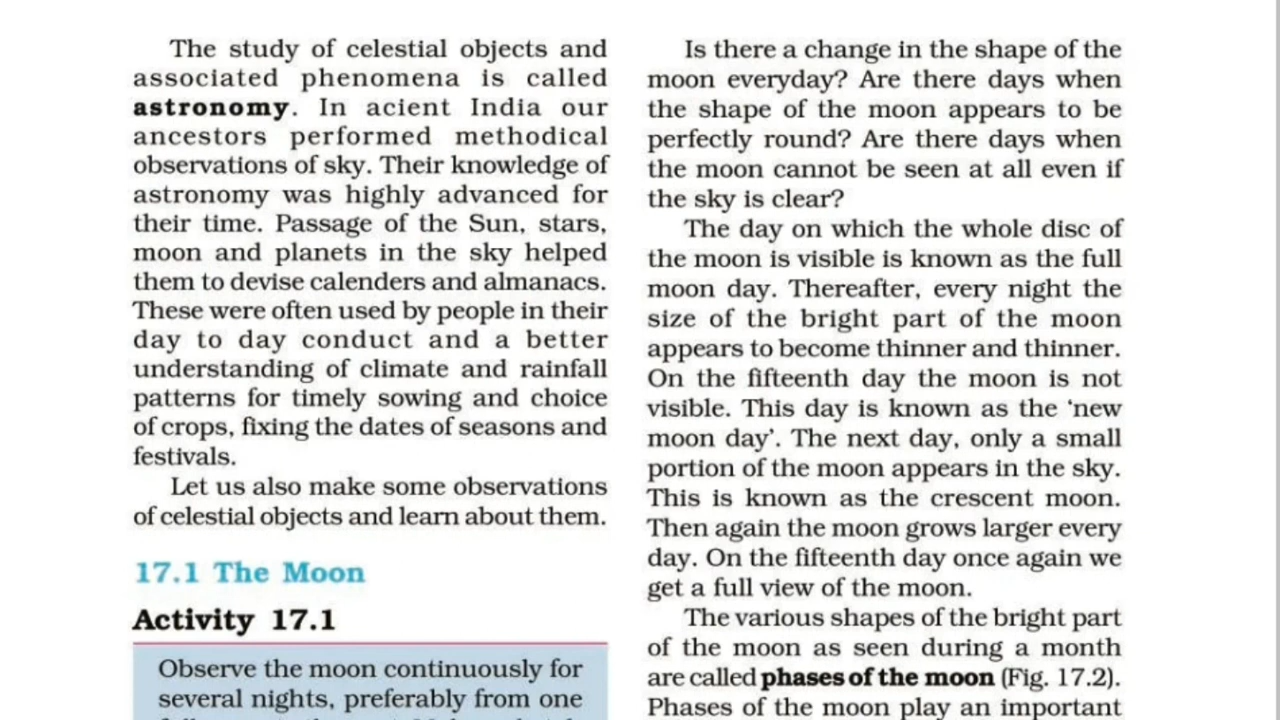 The study of celestial objects and
associated phenomena is called
astronomy. In acient India our
ancestors performed methodical
observations of sky. Their knowledge of
astronomy was highly advanced for
their time. Passage of the Sun, stars,
moon and planets in the sky helped
them to devise calenders and almanacs.
These were often used by people in their
day to day conduct and a better
understanding of climate and rainfall
patterns for timely sowing and choice
of crops, fixing the dates of seasons and
festivals.
Let us also make some observations
of celestial objects and learn about them.
17.1 The Moon
Activity 17.1
Observe the moon continuously for
several nights, preferably from one
Is there a change in the shape of the
moon everyday? Are there days when
the shape of the moon appears to be
perfectly round? Are there days when
the moon cannot be seen at all even if
the sky is clear?
The day on which the whole disc of
the moon is visible is known as the full
moon day. Thereafter, every night the
size of the bright part of the moon
appears to become thinner and thinner.
On the fifteenth day the moon is not
visible. This day is known as the ‘new
moon day’. The next day, only a small
portion of the moon appears in the sky.
This is known as the crescent moon.
Then again the moon grows larger every
day. On the fifteenth day once again we
get a full view of the moon.
The various shapes of the bright part
of the moon as seen during a month
are called phases of the moon (Fig. 17.2).
Phases of the moon play an important